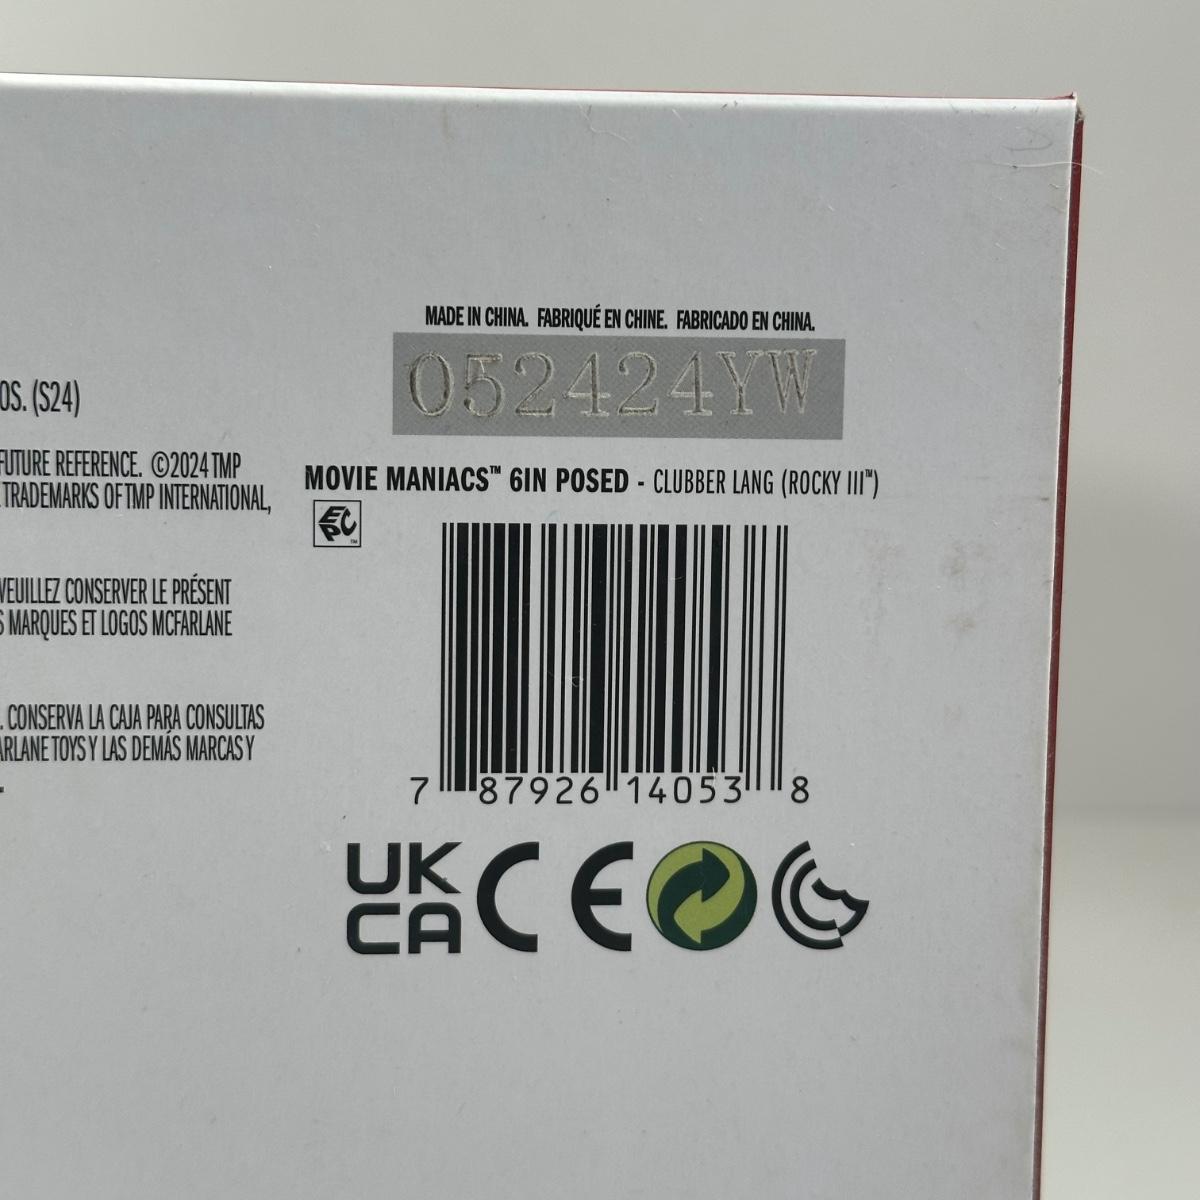 MADE IN CHINA. FABRIQUÉ EN CHINE. FABRICADO EN CHINA.
052424YW
OS. (S24)
FUTURE REFERENCE. ©2024 TMP
TRADEMARKS OF TMP INTERNATIONAL,
MOVIE MANIACS™ 6IN POSED - CLUBBER LANG (ROCKY III™)
EPC™
VEUILLEZ CONSERVER LE PRÉSENT
S MARQUES ET LOGOS MCFARLANE
. CONSERVA LA CAJA PARA CONSULTAS
ARLANE TOYS Y LAS DEMÁS MARCAS Y
7 87926 14053 8
UK
CA
CE